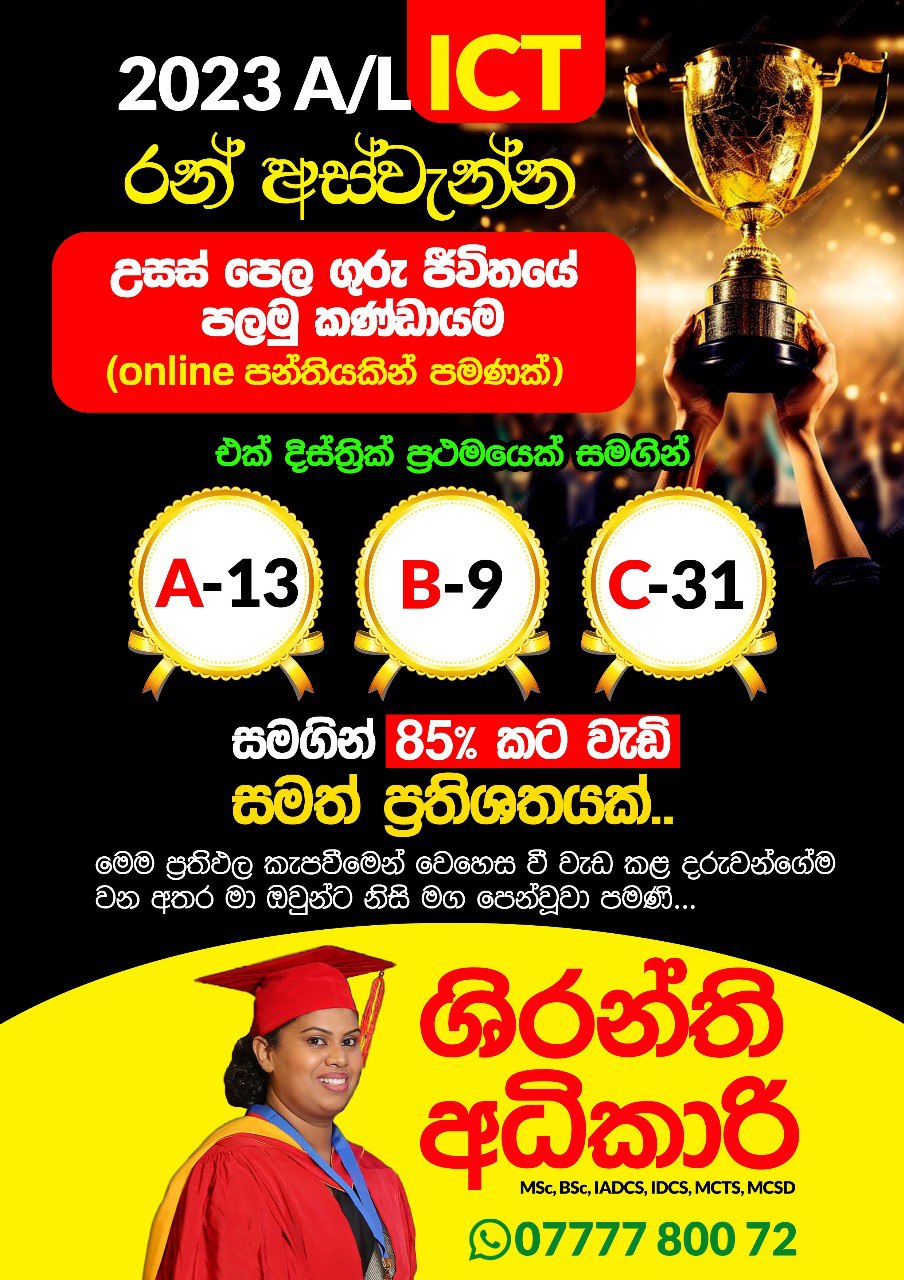 2023 A/L ICT
රන් අස්වැන්න
උසස් පෙල ගුරු ජීවිතයේ
පලමු කණ්ඩායම
(online පන්තියකින් පමණක්)
එක් දිස්ත්‍රික් ප්‍රථමයෙක් සමගින්
A-13 B-9 C-31
සමගින් 85% කට වැඩි
සමත් ප්‍රතිශතයක්..
මෙම ප්‍රතිඵල කැපවීමෙන් වෙහෙස වී වැඩ කළ දරුවන්ගේම
වන අතර මා ඔවුන්ට නිසි මග පෙන්වූවා පමණි...
ශිරන්ති
අධිකාරි
MSc, BSc, IADCS, IDCS, MCTS, MCSD
07777 800 72